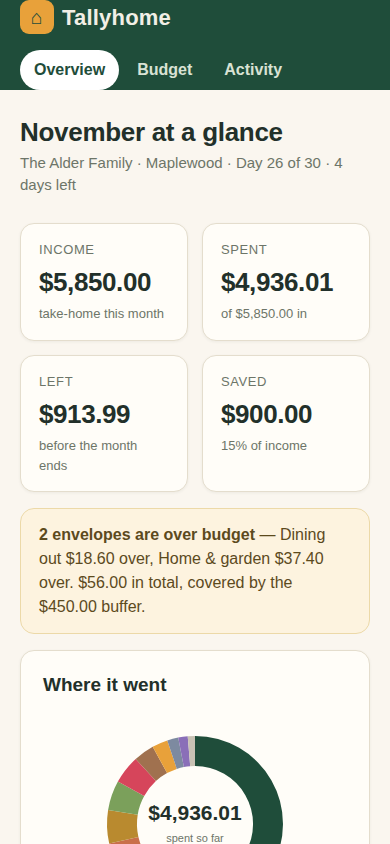 Tallyhome
Overview Budget Activity
November at a glance
The Alder Family · Maplewood · Day 26 of 30 · 4
days left
INCOME
$5,850.00
take-home this month
SPENT
$4,936.01
of $5,850.00 in
LEFT
$913.99
before the month
ends
SAVED
$900.00
15% of income
2 envelopes are over budget — Dining
out $18.60 over, Home & garden $37.40
over. $56.00 in total, covered by the
$450.00 buffer.
Where it went
$4,936.01
spent so far